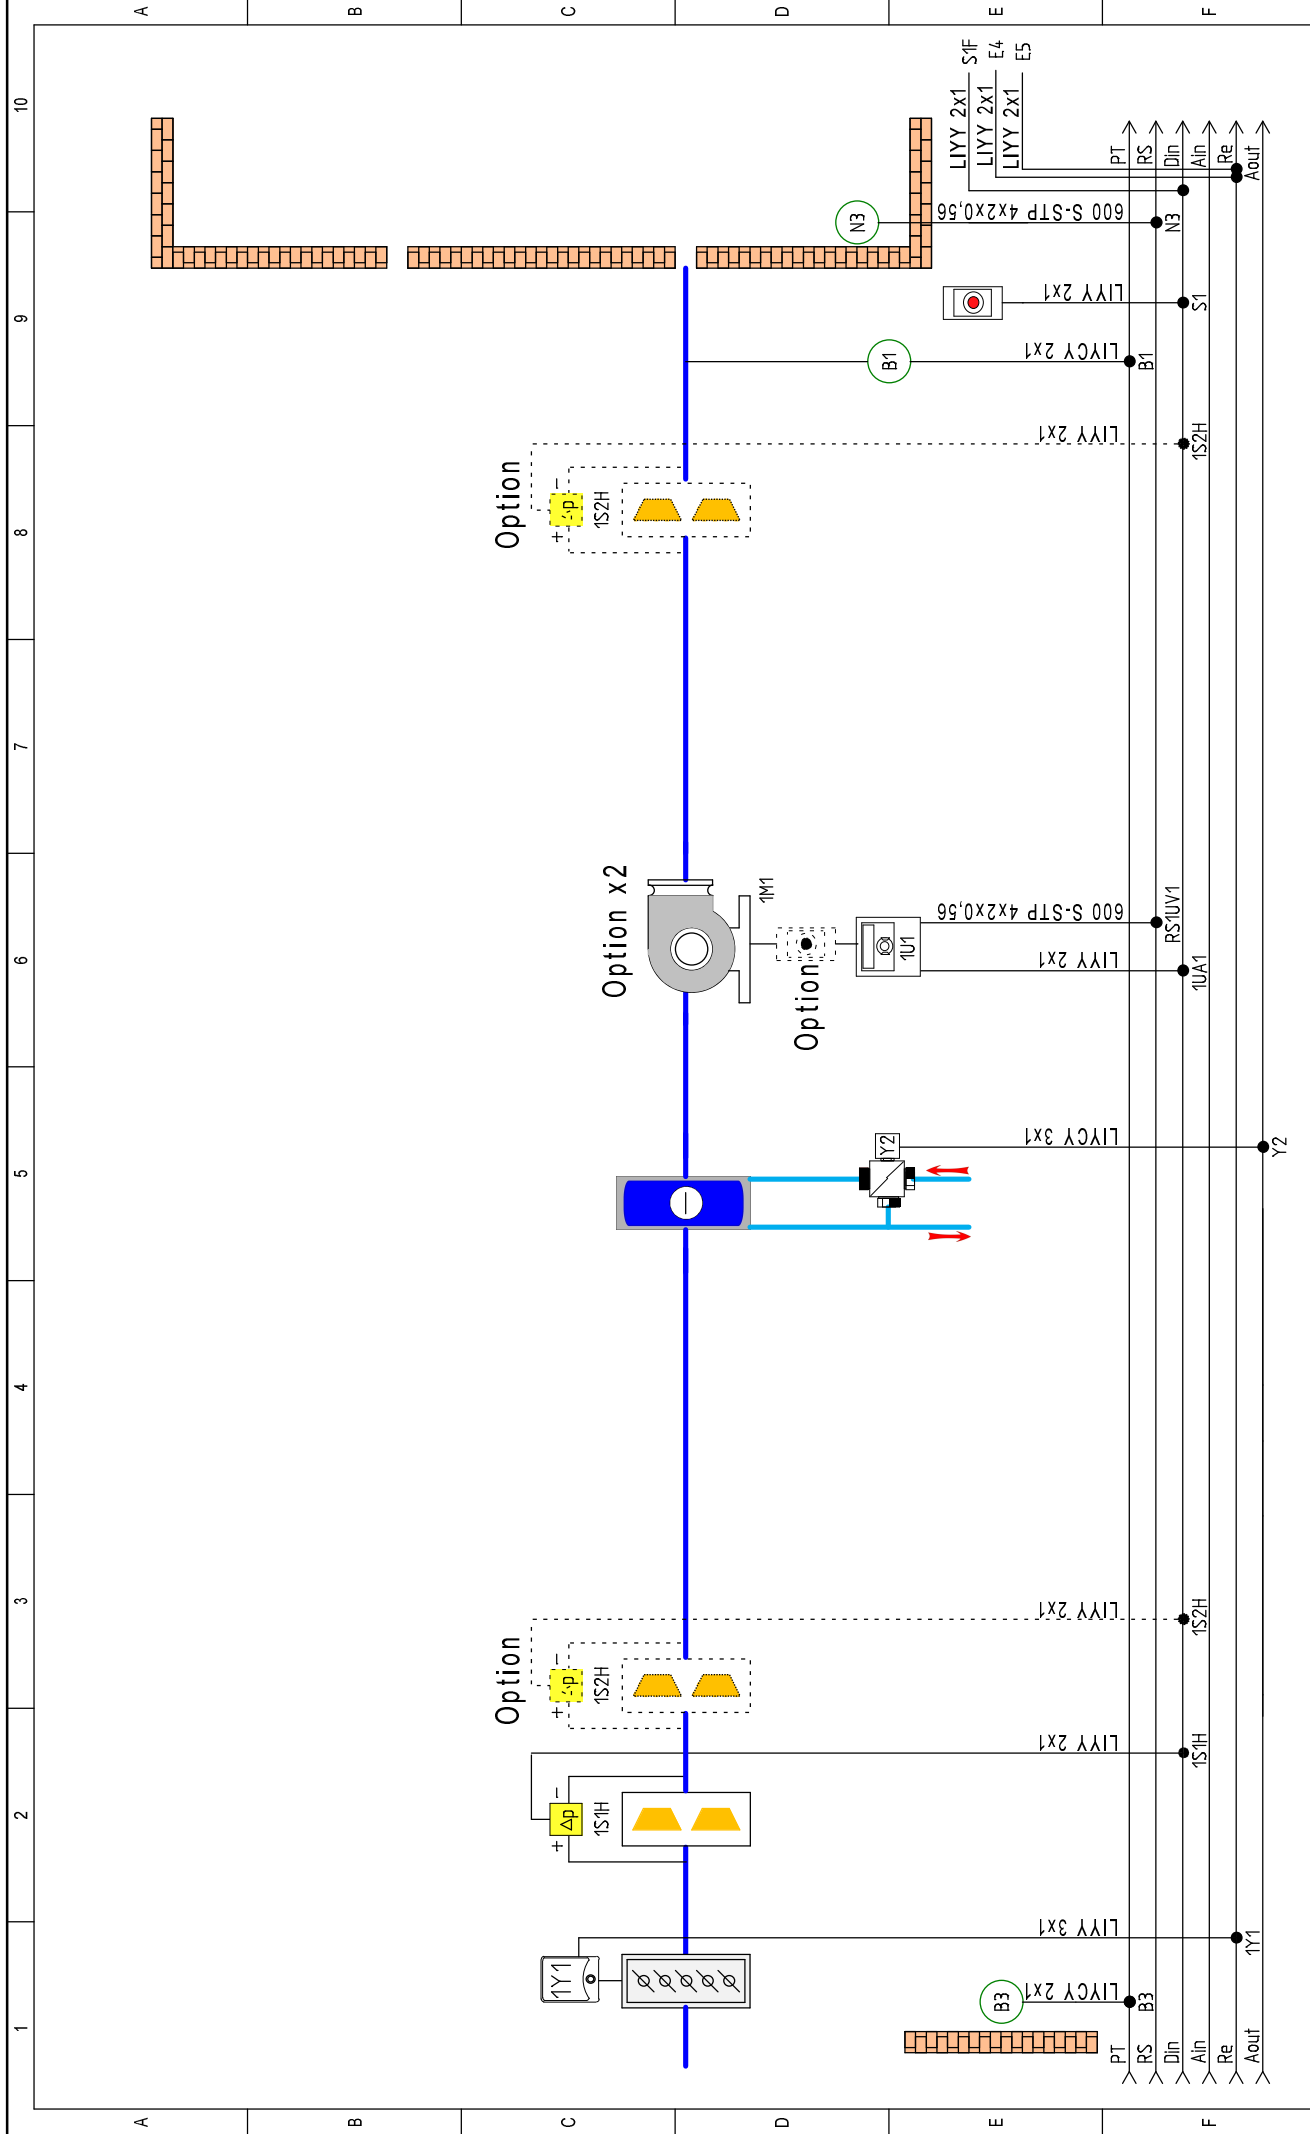 A
B
C
D
E
F
1
2
3
4
5
6
7
8
9
10
1Y1
+
Δp
−
1S1H
Option
+
p
−
1S2H
Option x2
1M1
Option
1U1
Y2
Option
+
p
−
1S2H
B3
B1
N3
LIYCY 2x1
LIYY 3x1
LIYY 2x1
LIYY 2x1
LIYCY 3x1
LIYY 2x1
600 S-STP 4x2x0,56
LIYY 2x1
LIYCY 2x1
LIYY 2x1
600 S-STP 4x2x0,56
LIYY 2x1 S1F
LIYY 2x1 E4
LIYY 2x1 E5
PT
RS
Din
Ain
Re
Aout
B3
1Y1
1S1H
1S2H
Y2
1UA1
RS1UV1
1S2H
B1
S1
N3
PT
RS
Din
Ain
Re
Aout
A
B
C
D
E
F